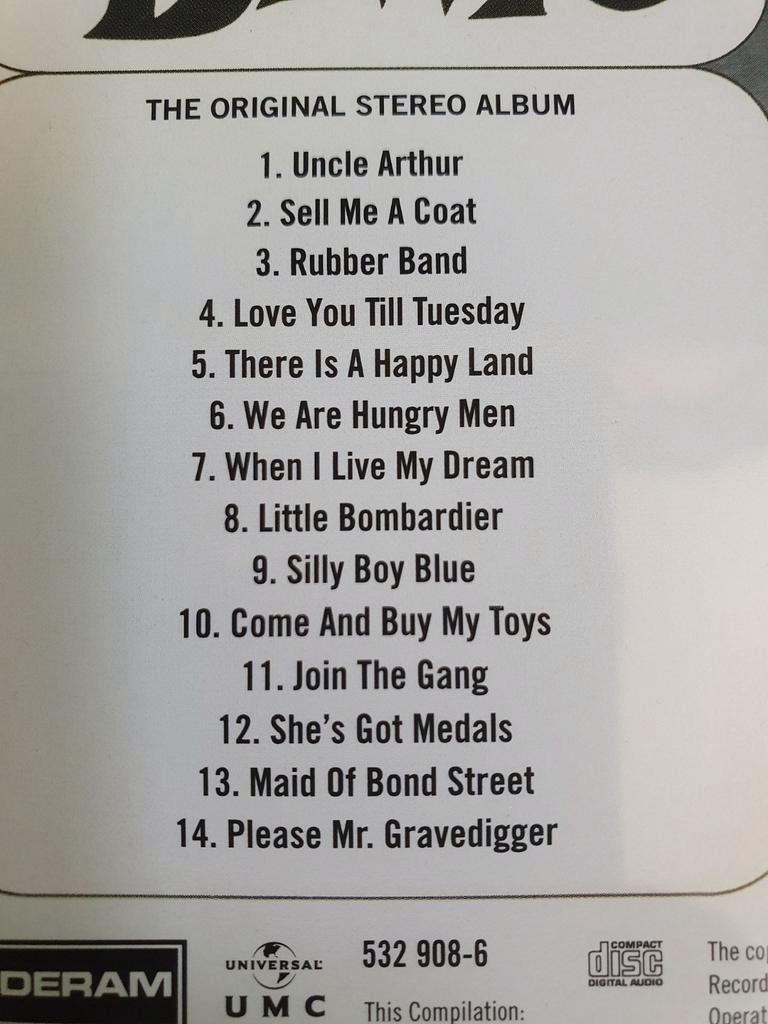 THE ORIGINAL STEREO ALBUM
1. Uncle Arthur
2. Sell Me A Coat
3. Rubber Band
4. Love You Till Tuesday
5. There Is A Happy Land
6. We Are Hungry Men
7. When I Live My Dream
8. Little Bombardier
9. Silly Boy Blue
10. Come And Buy My Toys
11. Join The Gang
12. She's Got Medals
13. Maid Of Bond Street
14. Please Mr. Gravedigger
DERAM
UNIVERSAL
UMC
532 908-6
This Compilation:
COMPACT
disc
DIGITAL AUDIO
The
Record